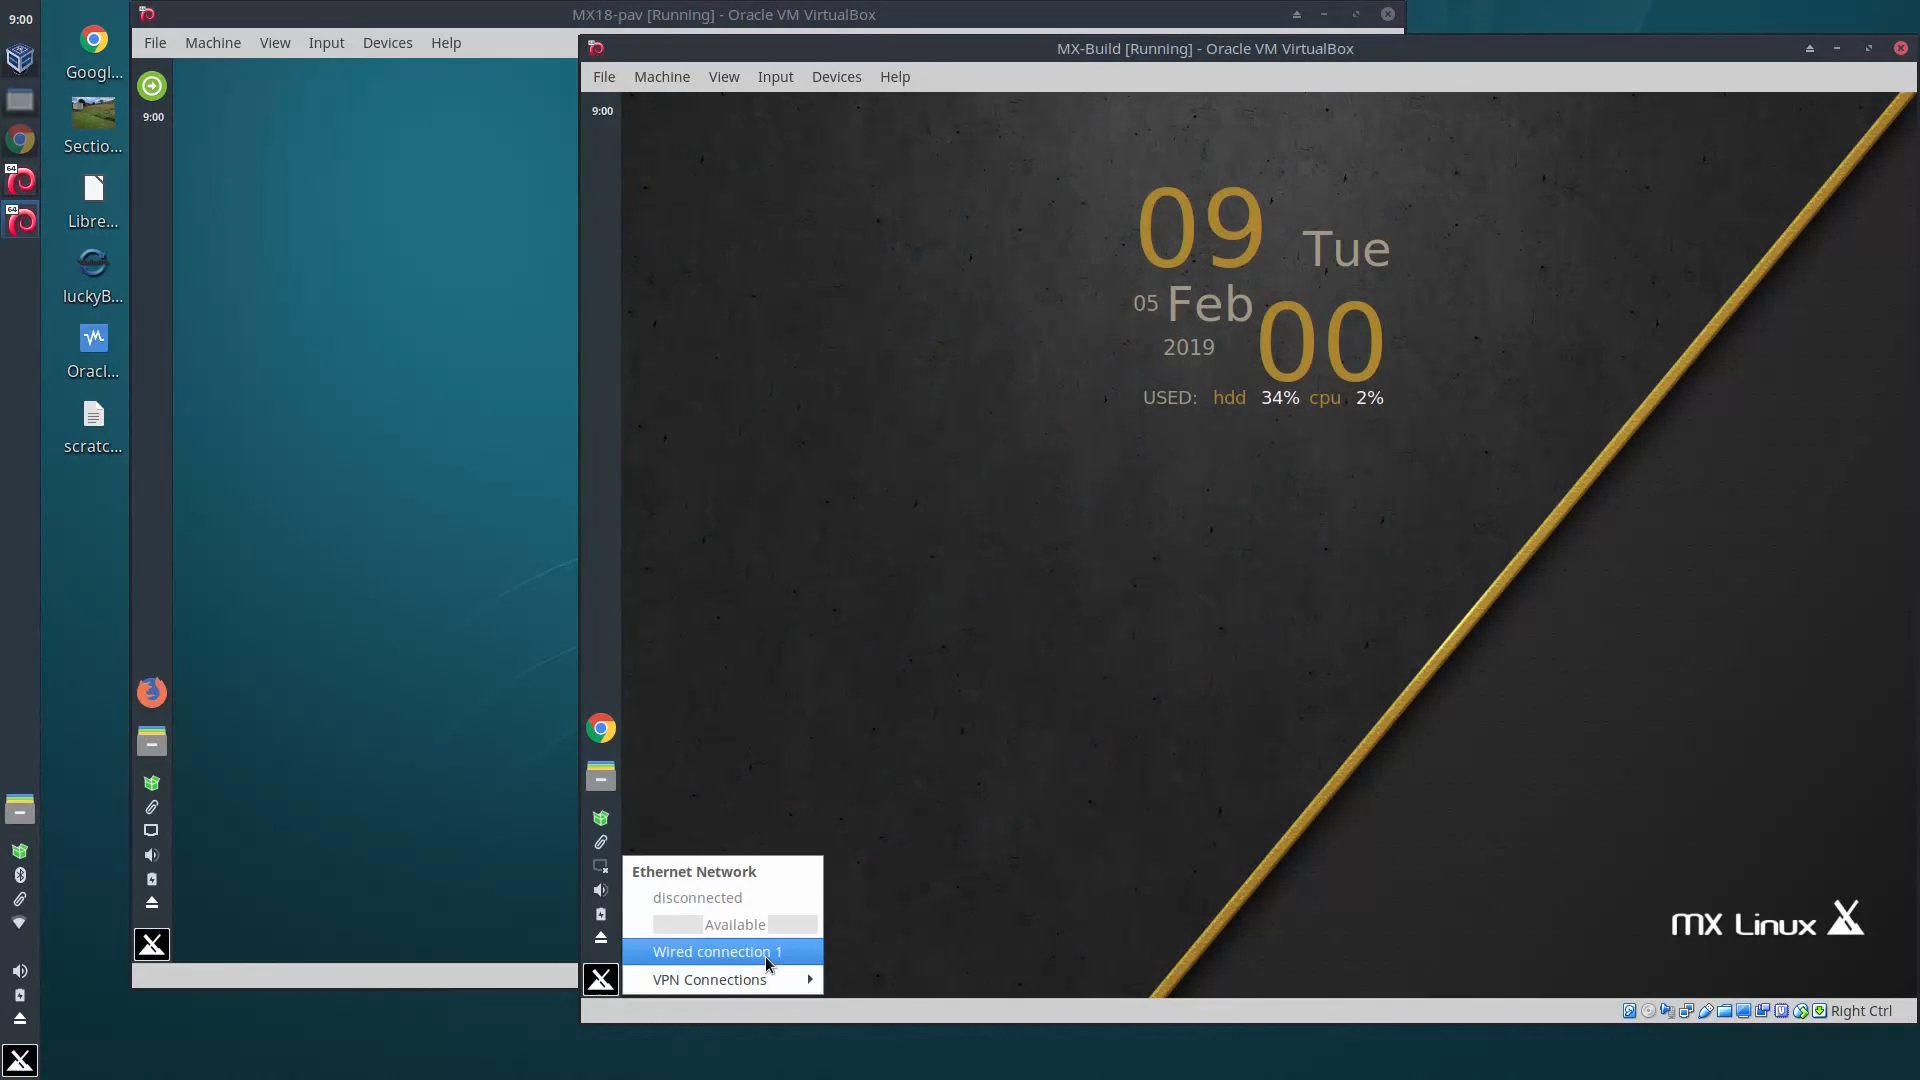 9:00
Googl...
Sectio...
Libre...
luckyB...
Oracl...
scratc...
64
64
MX18-pav [Running] - Oracle VM VirtualBox
File Machine View Input Devices Help
9:00
MX-Build [Running] - Oracle VM VirtualBox
File Machine View Input Devices Help
9:00
09 Tue
05 Feb 00
2019
USED: hdd 34% cpu 2%
MX Linux
Ethernet Network
disconnected
Available
Wired connection 1
VPN Connections
Right Ctrl